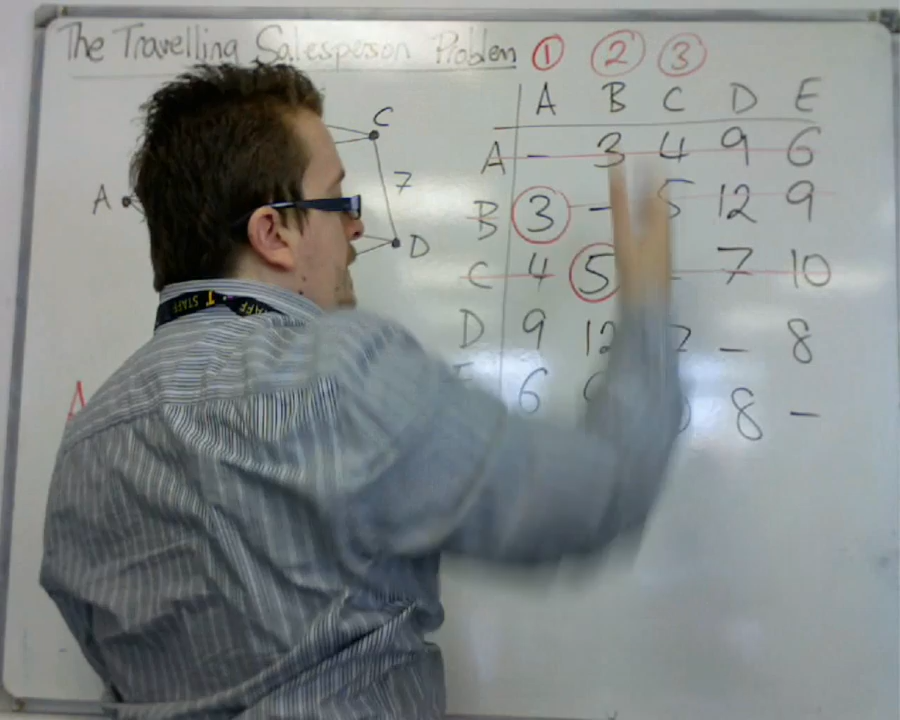 The Travelling Salesperson Problem 1 2 3
A B C D E
A - 3 4 9 6
B 3 - 5 12 9
C 4 5 - 7 10
D 9 12 - 8
6 8 -
C
7
A
D
A
STAFF